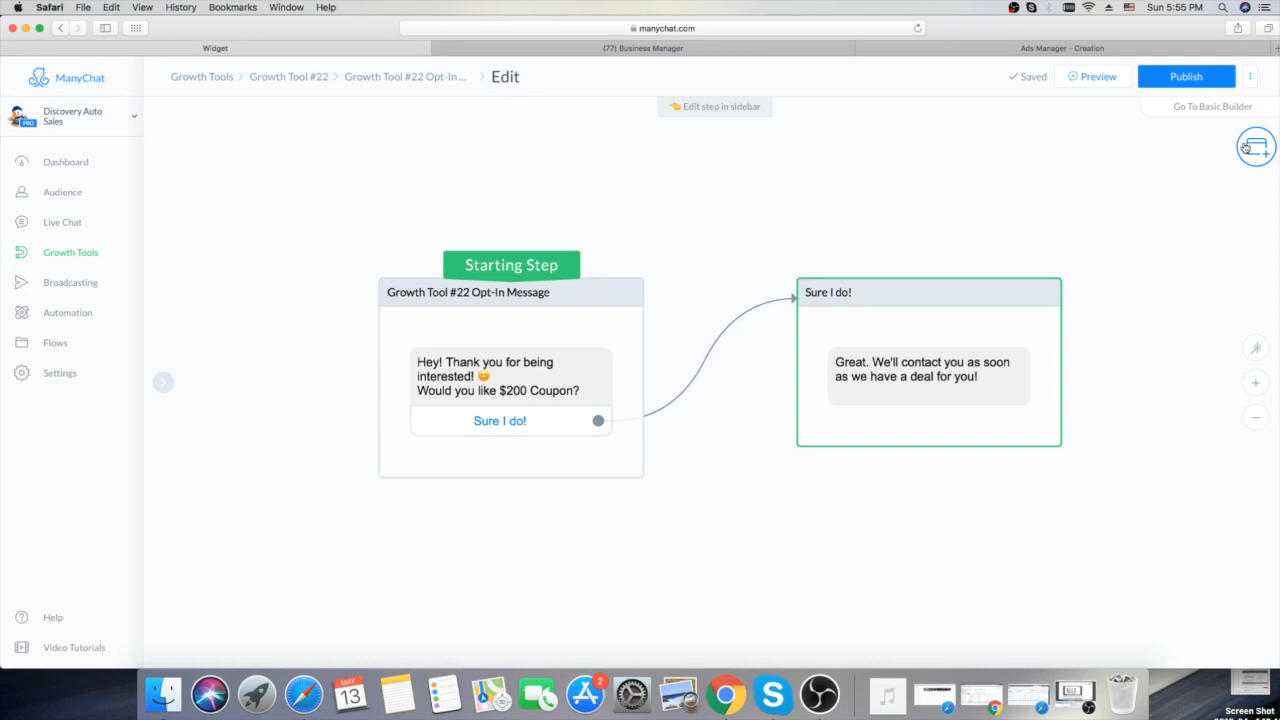 Safari File Edit View History Bookmarks Window Help Sun 5:55 PM
manychat.com
Widget (77) Business Manager Ads Manager - Creation
ManyChat
Growth Tools Growth Tool #22 Growth Tool #22 Opt-In... Edit
Saved Preview Publish
Edit step in sidebar
Go To Basic Builder
Discovery Auto
Sales
PRO
Dashboard
Audience
Live Chat
Growth Tools
Broadcasting
Automation
Flows
Settings
Help
Video Tutorials
Starting Step
Growth Tool #22 Opt-In Message
Hey! Thank you for being
interested! 😊
Would you like $200 Coupon?
Sure I do!
Sure I do!
Great. We'll contact you as soon
as we have a deal for you!
MAY
13
2
Screen Shot